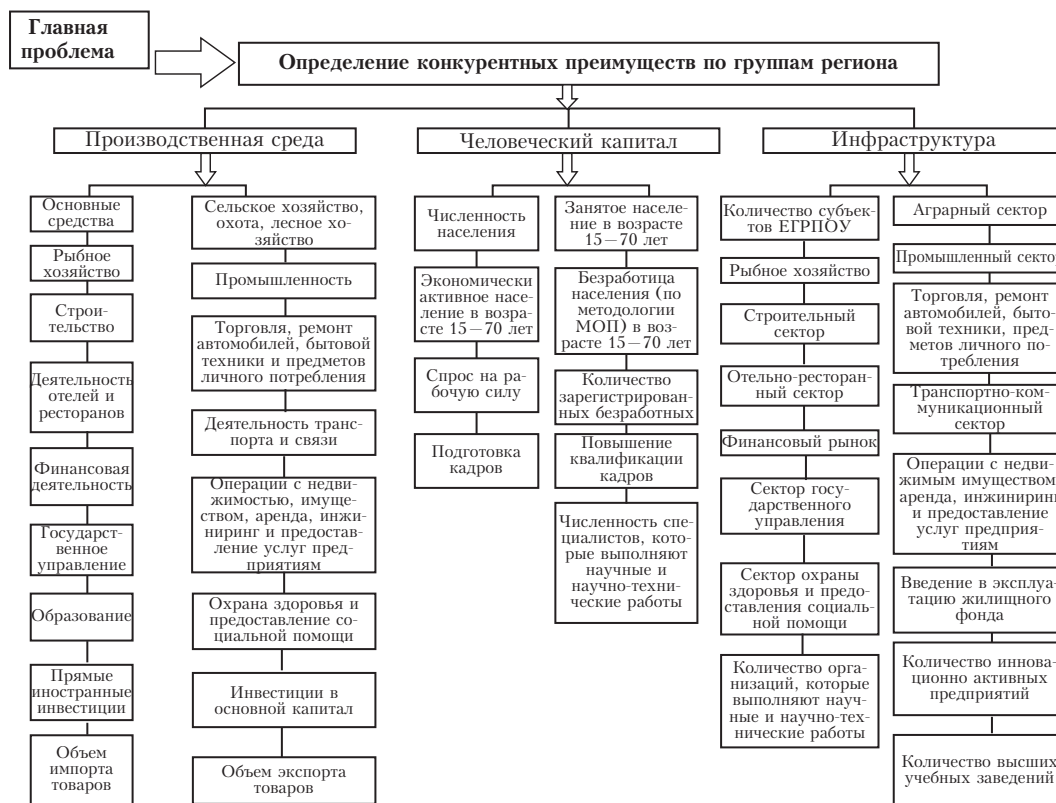 Главная
проблема
Определение конкурентных преимуществ по группам региона
Производственная среда
Человеческий капитал
Инфраструктура
Основные
средства
Рыбное
хозяйство
Строи-
тельство
Деятельность
отелей и
ресторанов
Финансовая
деятельность
Государст-
венное
управление
Образование
Прямые
иностранные
инвестиции
Объем
импорта
товаров
Сельское хозяйство,
охота, лесное хо-
зяйство
Промышленность
Торговля, ремонт
автомобилей, бытовой
техники и предметов
личного потребления
Деятельность транс-
порта и связи
Операции с недви-
жимостью, имуще-
ством, аренда, инжи-
ниринг и предостав-
ление услуг пред-
приятиям
Охрана здоровья и
предоставление со-
циальной помощи
Инвестиции в
основной капитал
Объем экспорта
товаров
Численность
населения
Экономически
активное насе-
ление в возра-
сте 15—70 лет
Спрос на ра-
бочую силу
Подготовка
кадров
Занятое населе-
ние в возрасте
15—70 лет
Безработица
населения (по
методологии
МОП) в воз-
расте 15—70 лет
Количество
зарегистрирован-
ных безработных
Повышение
квалификации
кадров
Численность спе-
циалистов, кото-
рые выполняют
научные и
научно-техни-
ческие работы
Количество субъек-
тов ЕГРПОУ
Рыбное хозяйство
Строительный
сектор
Отельно-ресторан-
ный сектор
Финансовый рынок
Сектор госу-
дарственного
управления
Сектор охраны
здоровья и предо-
ставления социаль-
ной помощи
Количество орга-
низаций, которые
выполняют науч-
ные и научно-тех-
нические работы
Аграрный сектор
Промышленный сектор
Торговля, ремонт
автомобилей, быто-
вой техники, пред-
метов личного по-
требления
Транспортно-ком-
муникационный
сектор
Операции с недви-
жимым имуществом,
аренда, инжиниринг
и предоставление
услуг предприя-
тиям
Введение в эксплуа-
тацию жилищного
фонда
Количество иннова-
ционно активных
предприятий
Количество высших
учебных заведений